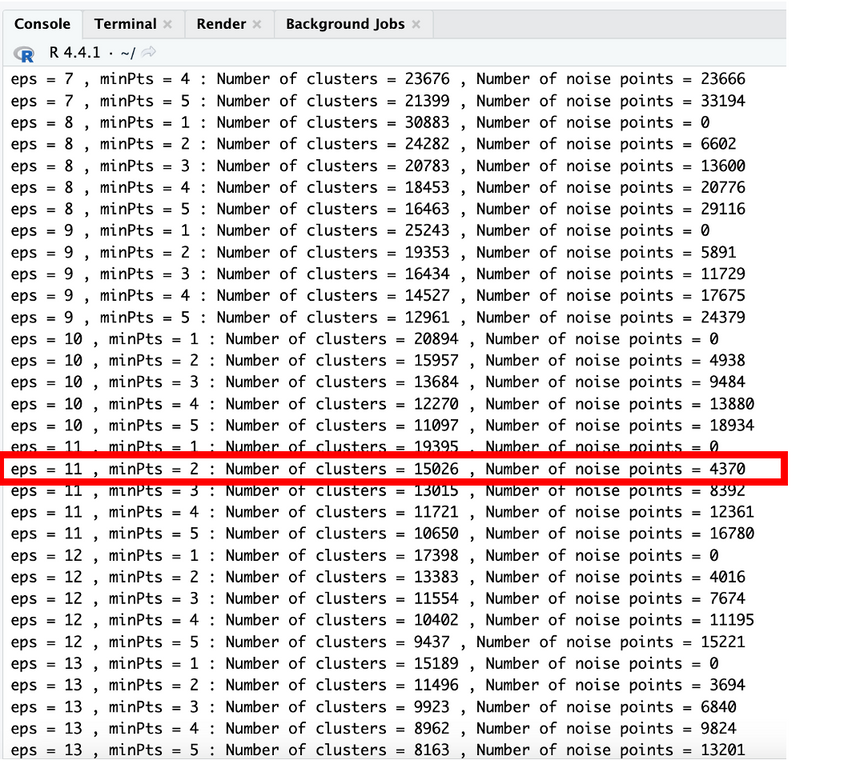 Console Terminal × Render × Background Jobs ×
R R 4.4.1 · ~/
eps = 7 , minPts = 4 : Number of clusters = 23676 , Number of noise points = 23666
eps = 7 , minPts = 5 : Number of clusters = 21399 , Number of noise points = 33194
eps = 8 , minPts = 1 : Number of clusters = 30883 , Number of noise points = 0
eps = 8 , minPts = 2 : Number of clusters = 24282 , Number of noise points = 6602
eps = 8 , minPts = 3 : Number of clusters = 20783 , Number of noise points = 13600
eps = 8 , minPts = 4 : Number of clusters = 18453 , Number of noise points = 20776
eps = 8 , minPts = 5 : Number of clusters = 16463 , Number of noise points = 29116
eps = 9 , minPts = 1 : Number of clusters = 25243 , Number of noise points = 0
eps = 9 , minPts = 2 : Number of clusters = 19353 , Number of noise points = 5891
eps = 9 , minPts = 3 : Number of clusters = 16434 , Number of noise points = 11729
eps = 9 , minPts = 4 : Number of clusters = 14527 , Number of noise points = 17675
eps = 9 , minPts = 5 : Number of clusters = 12961 , Number of noise points = 24379
eps = 10 , minPts = 1 : Number of clusters = 20894 , Number of noise points = 0
eps = 10 , minPts = 2 : Number of clusters = 15957 , Number of noise points = 4938
eps = 10 , minPts = 3 : Number of clusters = 13684 , Number of noise points = 9484
eps = 10 , minPts = 4 : Number of clusters = 12270 , Number of noise points = 13880
eps = 10 , minPts = 5 : Number of clusters = 11097 , Number of noise points = 18934
eps = 11 , minPts = 1 : Number of clusters = 19395 , Number of noise points = 0
eps = 11 , minPts = 2 : Number of clusters = 15026 , Number of noise points = 4370
eps = 11 , minPts = 3 : Number of clusters = 13015 , Number of noise points = 8392
eps = 11 , minPts = 4 : Number of clusters = 11721 , Number of noise points = 12361
eps = 11 , minPts = 5 : Number of clusters = 10650 , Number of noise points = 16780
eps = 12 , minPts = 1 : Number of clusters = 17398 , Number of noise points = 0
eps = 12 , minPts = 2 : Number of clusters = 13383 , Number of noise points = 4016
eps = 12 , minPts = 3 : Number of clusters = 11554 , Number of noise points = 7674
eps = 12 , minPts = 4 : Number of clusters = 10402 , Number of noise points = 11195
eps = 12 , minPts = 5 : Number of clusters = 9437 , Number of noise points = 15221
eps = 13 , minPts = 1 : Number of clusters = 15189 , Number of noise points = 0
eps = 13 , minPts = 2 : Number of clusters = 11496 , Number of noise points = 3694
eps = 13 , minPts = 3 : Number of clusters = 9923 , Number of noise points = 6840
eps = 13 , minPts = 4 : Number of clusters = 8962 , Number of noise points = 9824
eps = 13 , minPts = 5 : Number of clusters = 8163 , Number of noise points = 13201